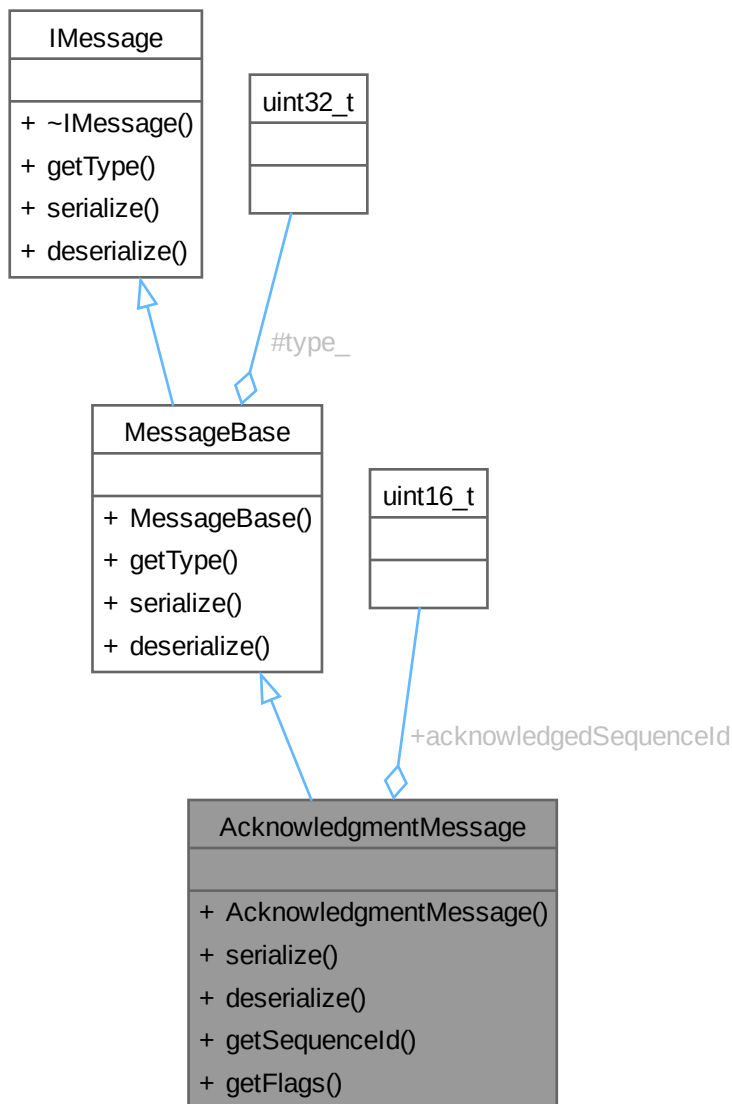 IMessage
+ ~IMessage()
+ getType()
+ serialize()
+ deserialize()
uint32_t
#type_
MessageBase
+ MessageBase()
+ getType()
+ serialize()
+ deserialize()
uint16_t
+acknowledgedSequenceId
AcknowledgmentMessage
+ AcknowledgmentMessage()
+ serialize()
+ deserialize()
+ getSequenceId()
+ getFlags()